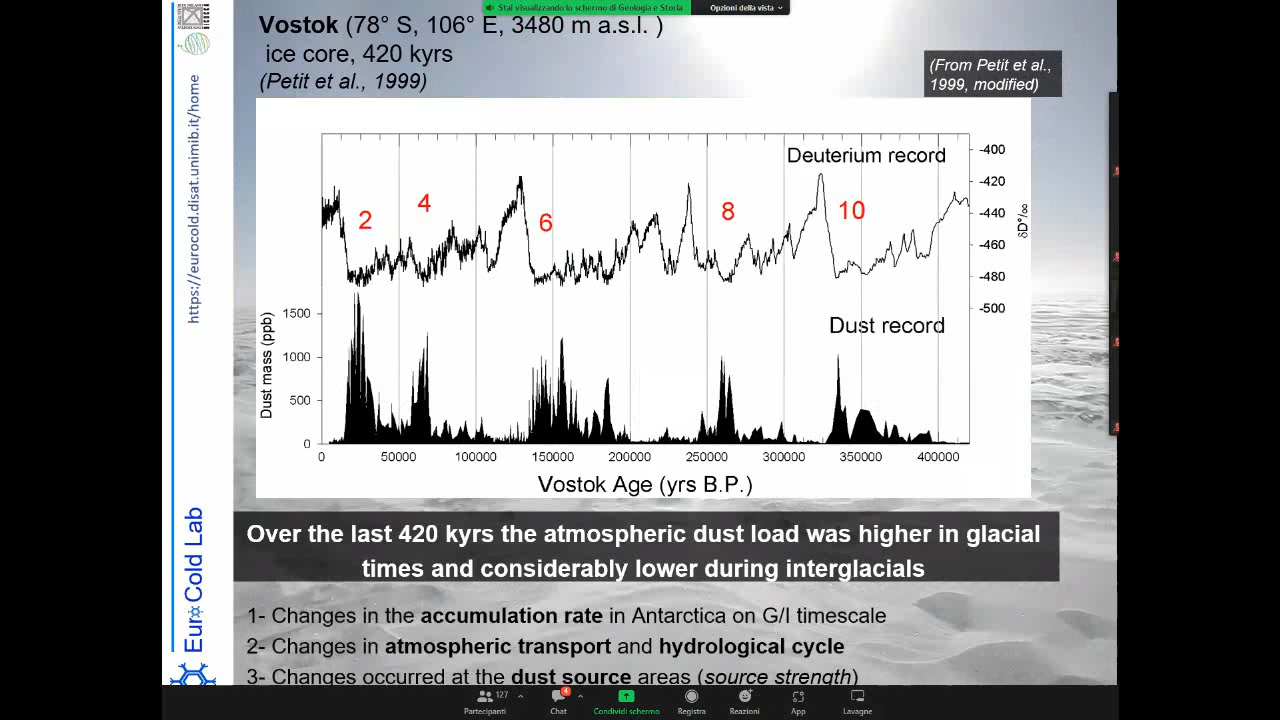 Stai visualizzando lo schermo di Geologia e Storia
Opzioni della vista
Vostok (78° S, 106° E, 3480 m a.s.l. )
ice core, 420 kyrs
(Petit et al., 1999)
(From Petit et al.,
1999, modified)
https://eurocold.disat.unimib.it/home
EuroCold Lab
Deuterium record
-400
-420
-440
-460
-480
-500
δD°/∞
2
4
6
8
10
Dust record
Dust mass (ppb)
1500
1000
500
0
0
50000
100000
150000
200000
250000
300000
350000
400000
Vostok Age (yrs B.P.)
Over the last 420 kyrs the atmospheric dust load was higher in glacial
times and considerably lower during interglacials
1- Changes in the accumulation rate in Antarctica on G/I timescale
2- Changes in atmospheric transport and hydrological cycle
3- Changes occurred at the dust source areas (source strength)
127
4
Partecipanti
Chat
Condividi schermo
Registra
Reazioni
App
Lavagne